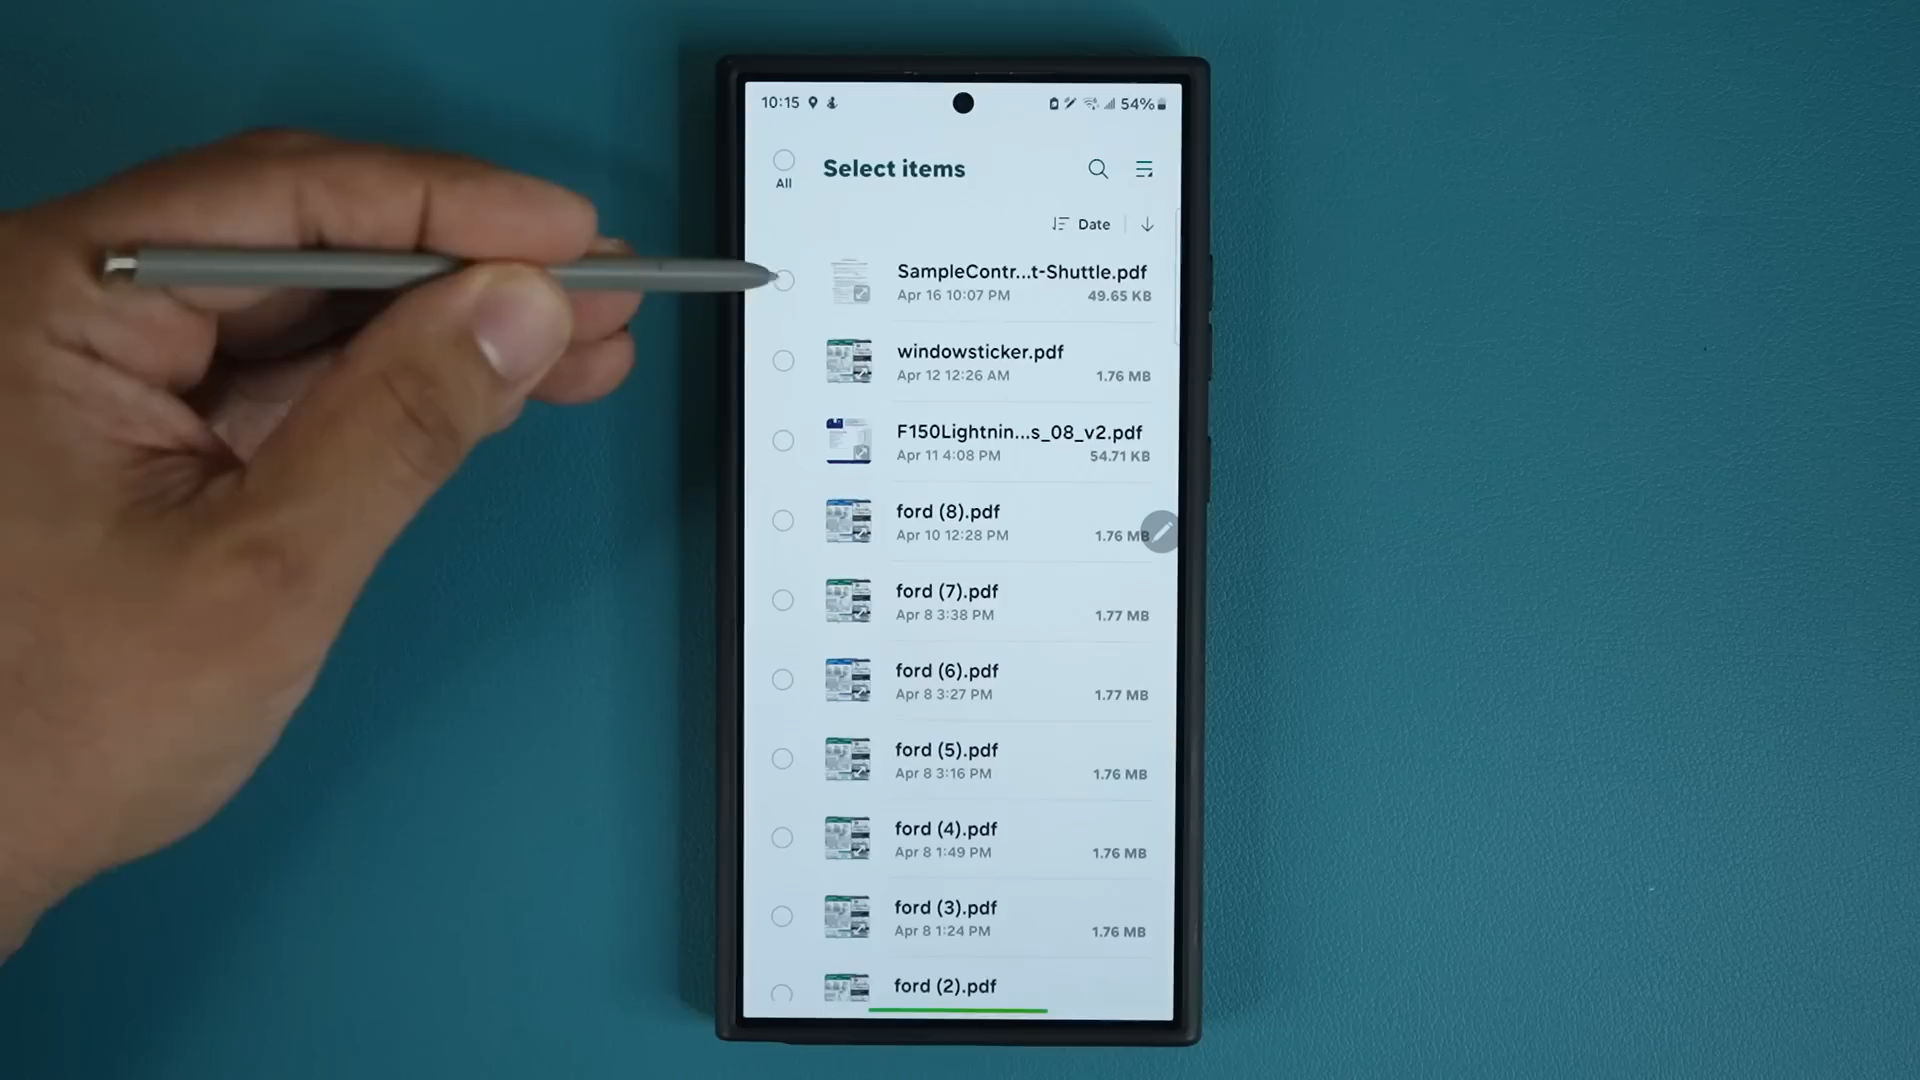 10:15 54%
All
Select items
Date
SampleContr...t-Shuttle.pdf
Apr 16 10:07 PM 49.65 KB
windowsticker.pdf
Apr 12 12:26 AM 1.76 MB
F150Lightnin...s_08_v2.pdf
Apr 11 4:08 PM 54.71 KB
ford (8).pdf
Apr 10 12:28 PM 1.76 MB
ford (7).pdf
Apr 8 3:38 PM 1.77 MB
ford (6).pdf
Apr 8 3:27 PM 1.77 MB
ford (5).pdf
Apr 8 3:16 PM 1.76 MB
ford (4).pdf
Apr 8 1:49 PM 1.76 MB
ford (3).pdf
Apr 8 1:24 PM 1.76 MB
ford (2).pdf